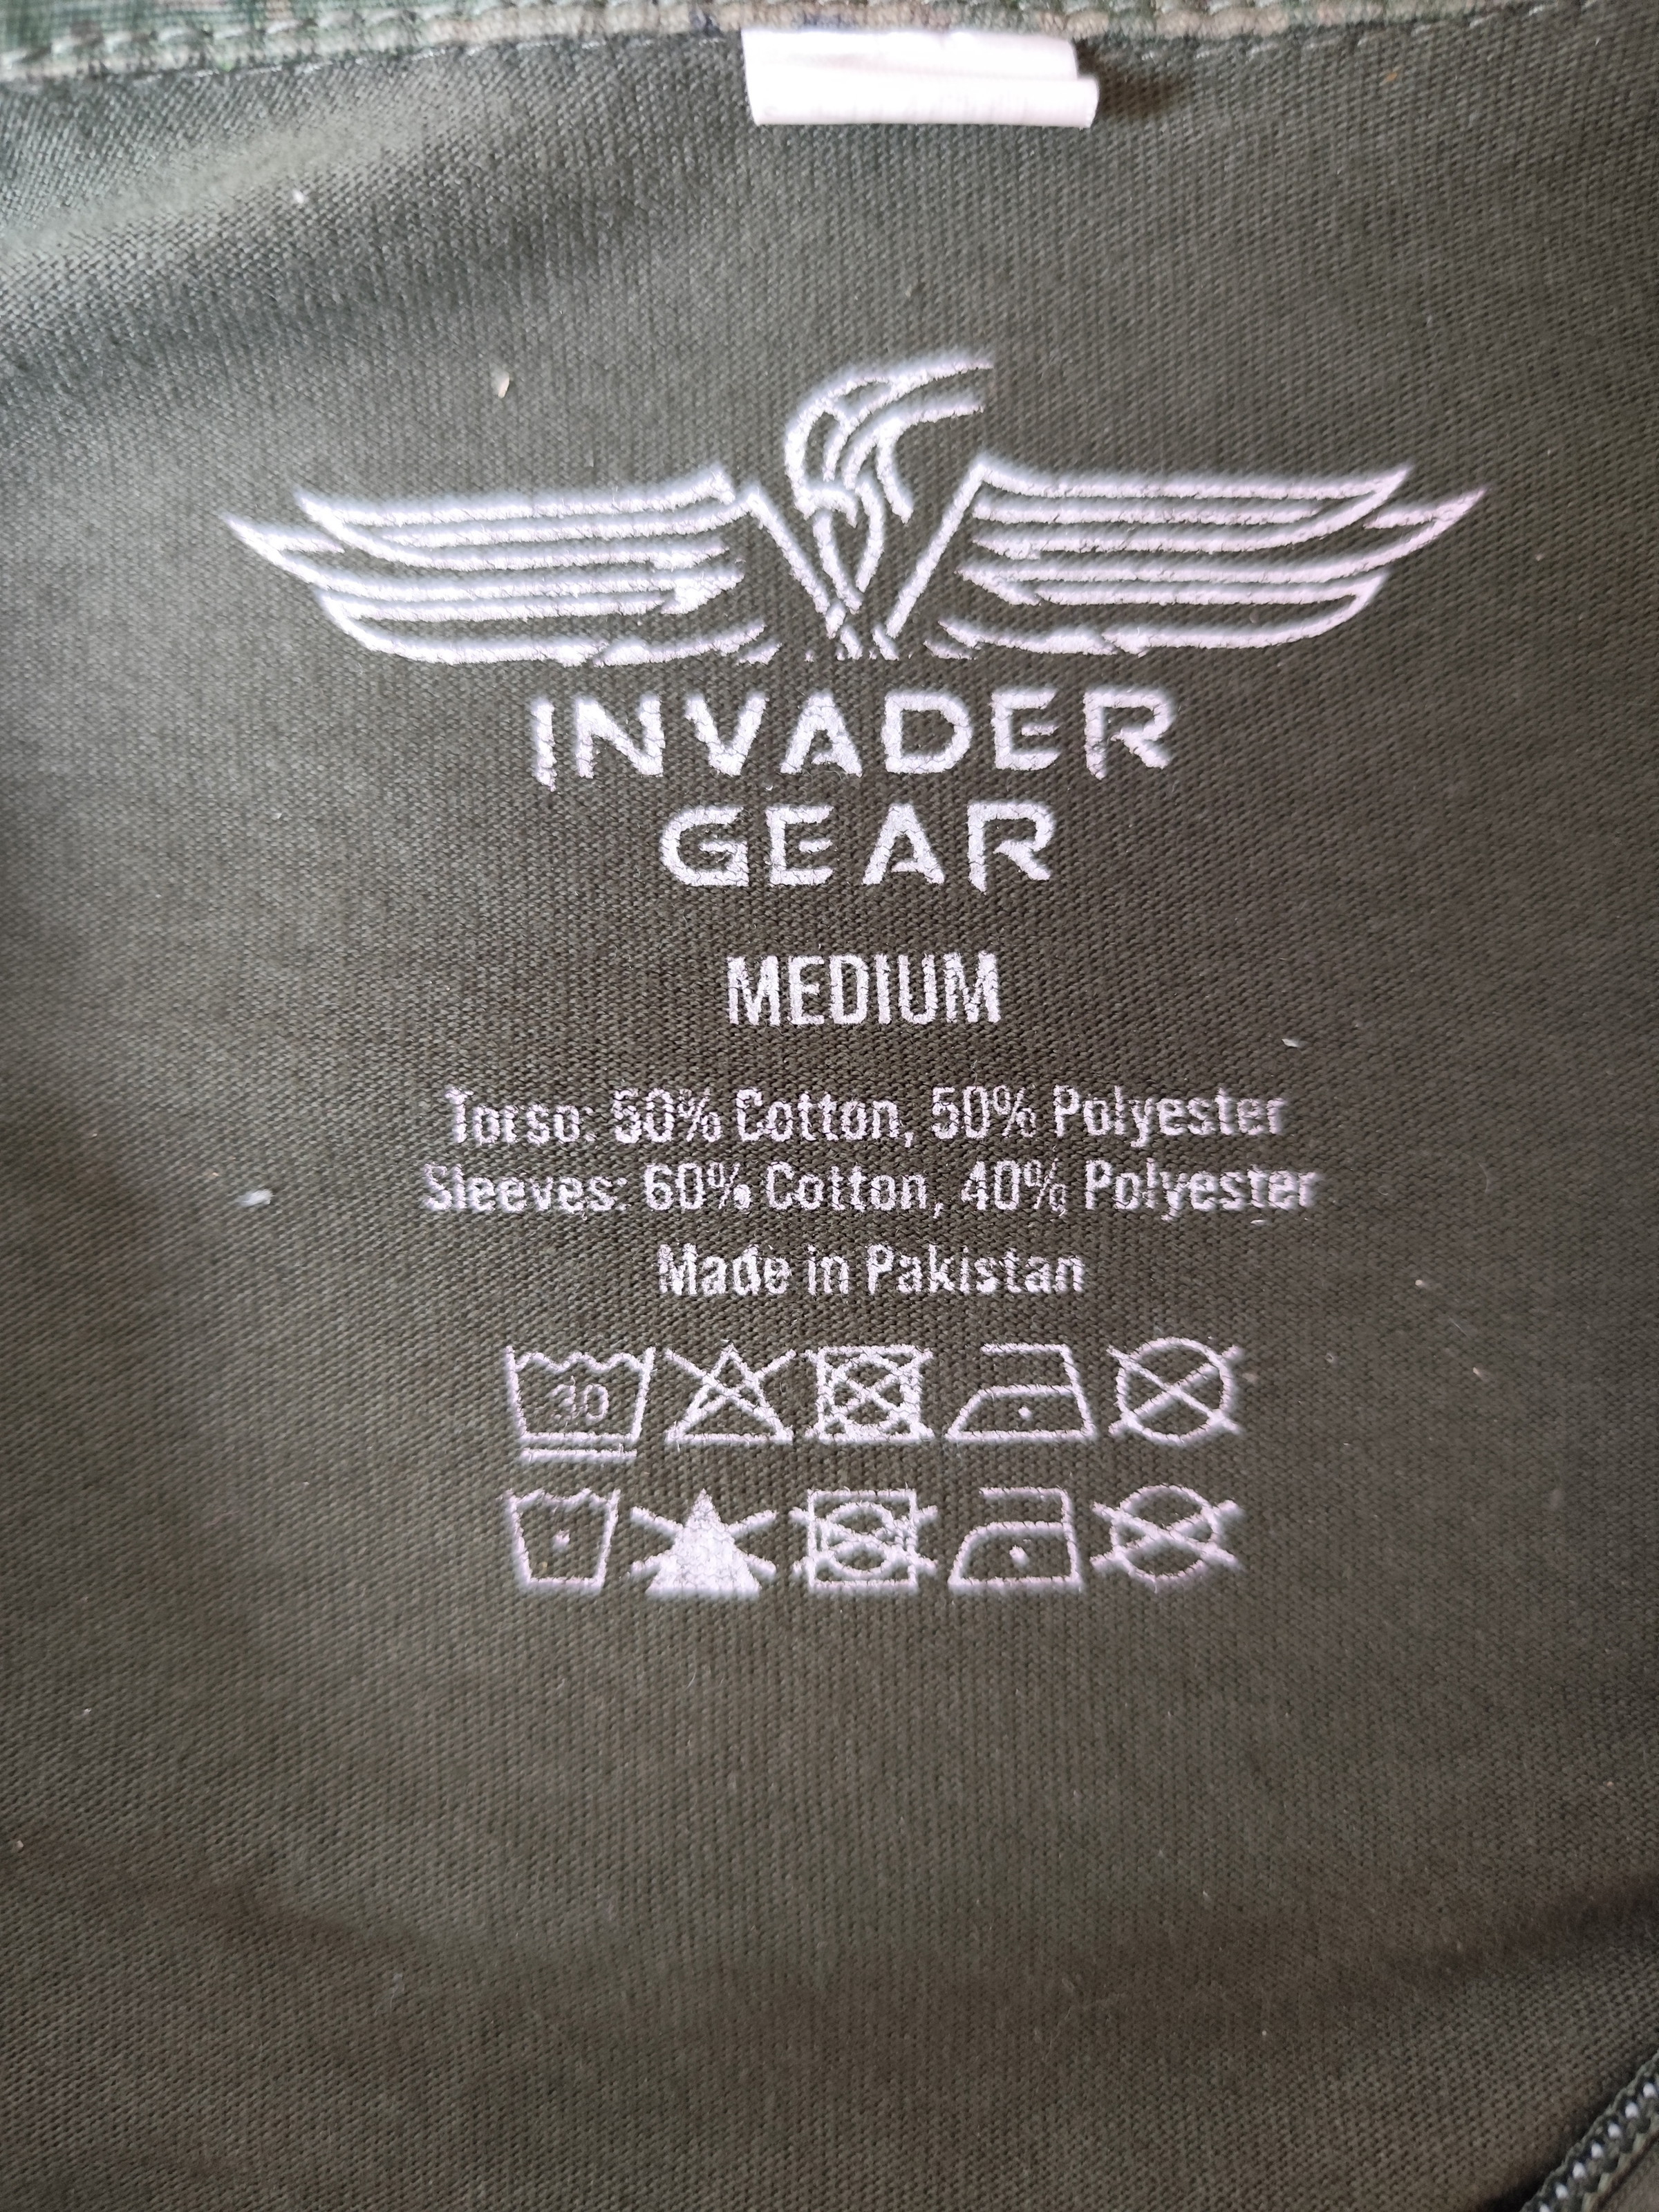 INVADER
GEAR
MEDIUM
Torso: 50% Cotton, 50% Polyester
Sleeves: 60% Cotton, 40% Polyester
Made in Pakistan
30